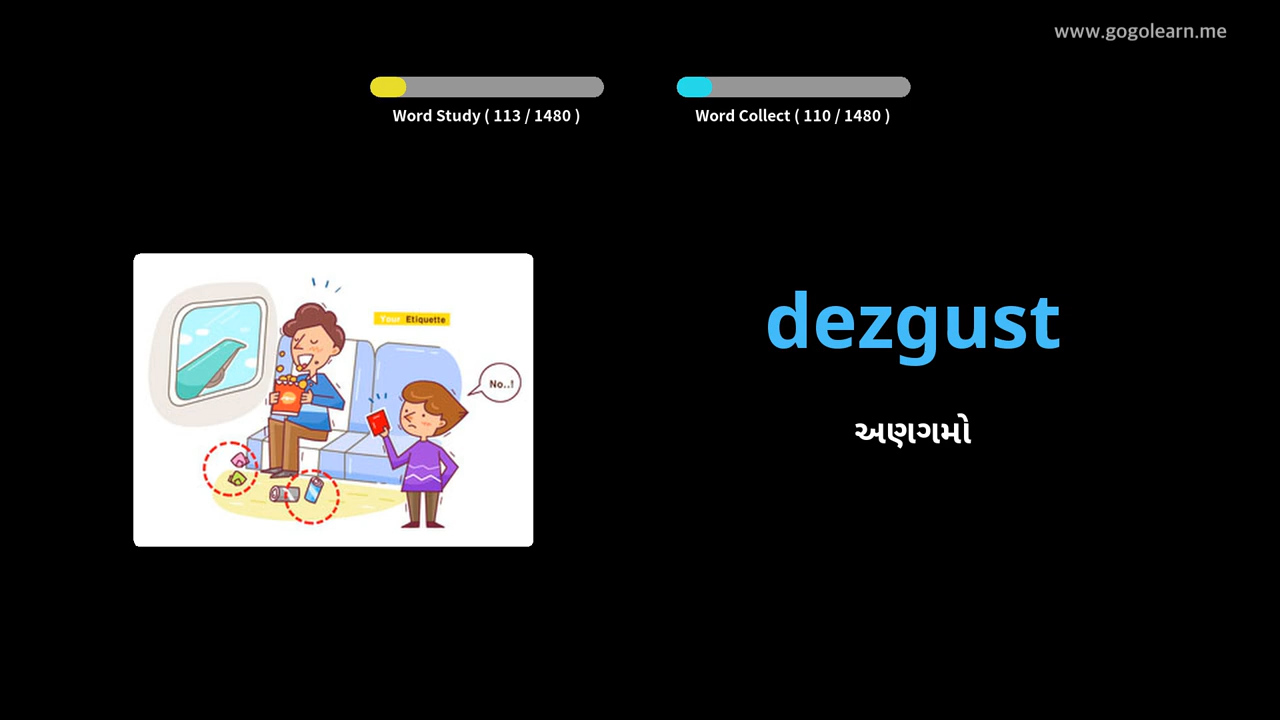 www.gogolearn.me
Word Study ( 113 / 1480 )
Word Collect ( 110 / 1480 )
Your Etiquette
No..!
dezgust
અણગમો